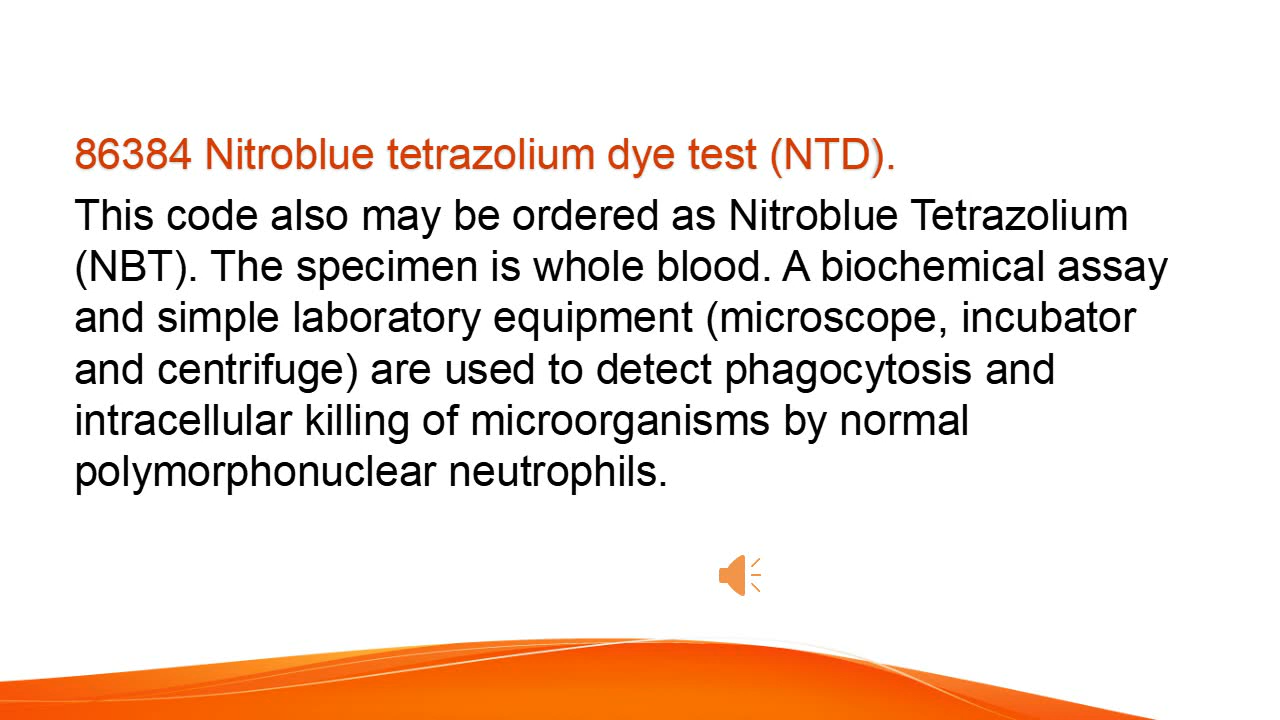 86384 Nitroblue tetrazolium dye test (NTD).
This code also may be ordered as Nitroblue Tetrazolium
(NBT). The specimen is whole blood. A biochemical assay
and simple laboratory equipment (microscope, incubator
and centrifuge) are used to detect phagocytosis and
intracellular killing of microorganisms by normal
polymorphonuclear neutrophils.